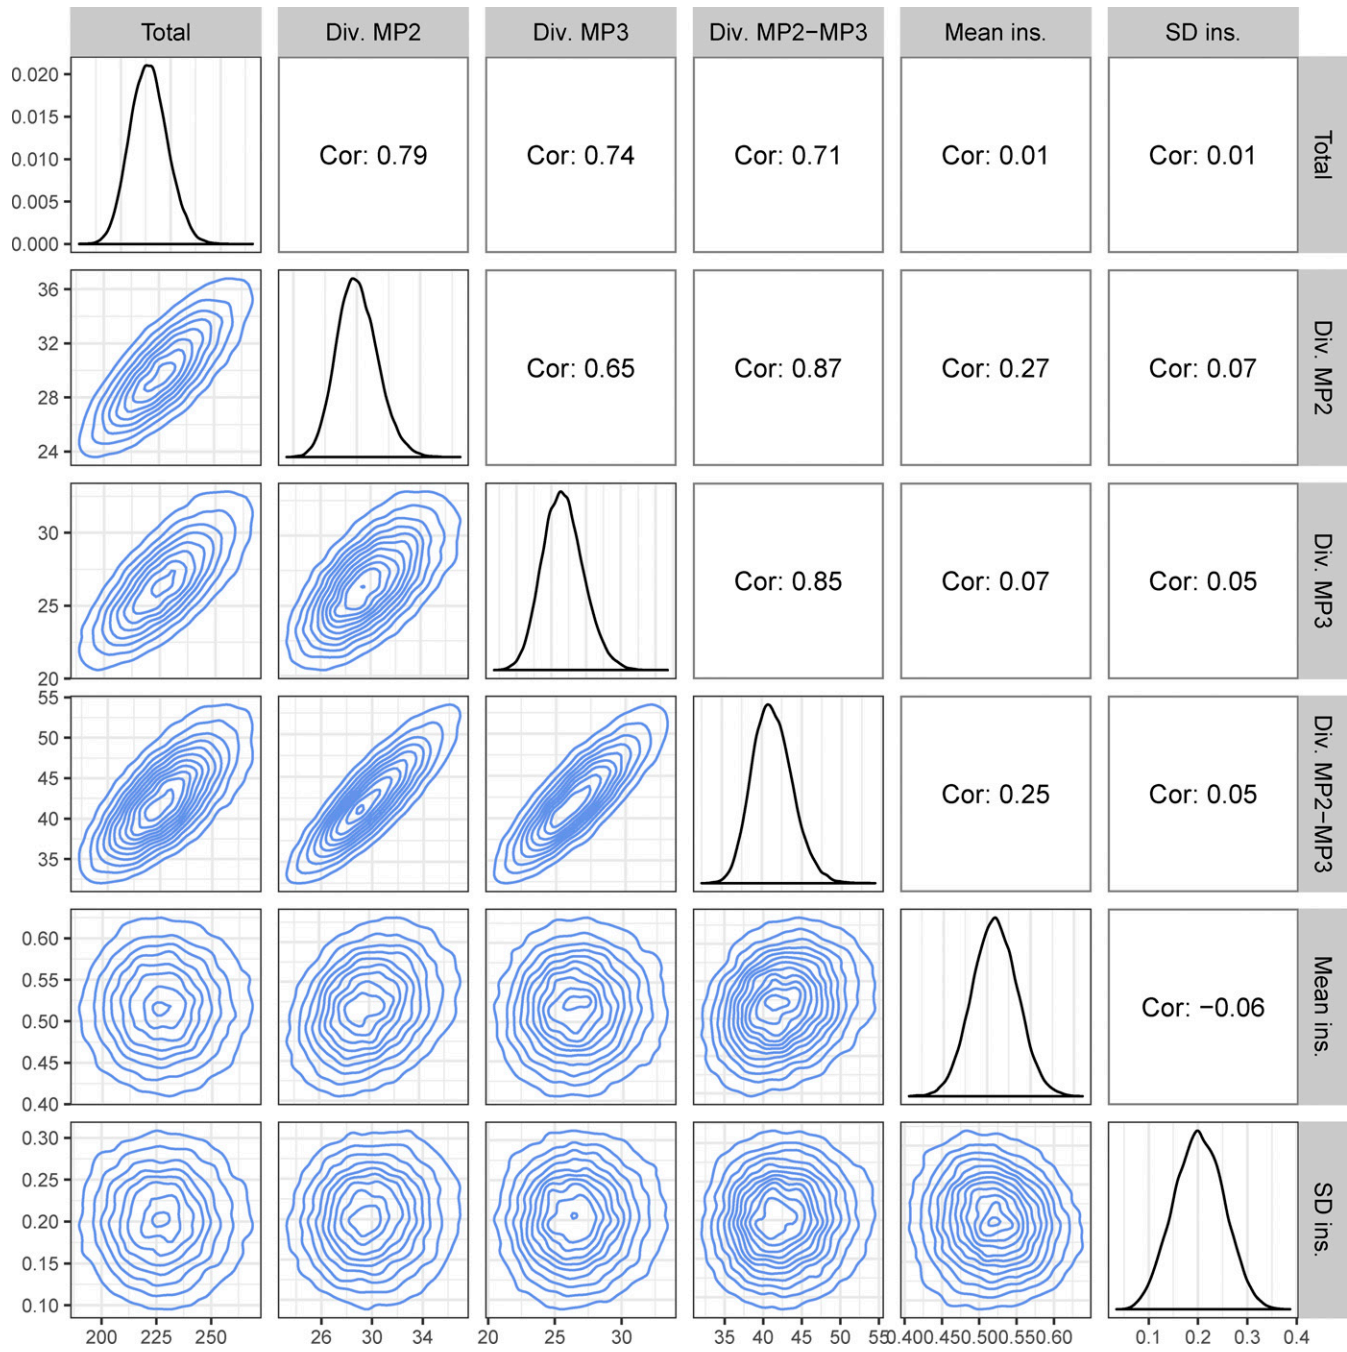 Total Div. MP2 Div. MP3 Div. MP2−MP3 Mean ins. SD ins.
0.020
0.015
0.010
0.005
0.000
Cor: 0.79 Cor: 0.74 Cor: 0.71 Cor: 0.01 Cor: 0.01
Total
36
32
28
24
Cor: 0.65 Cor: 0.87 Cor: 0.27 Cor: 0.07
Div. MP2
30
25
20
Cor: 0.85 Cor: 0.07 Cor: 0.05
Div. MP3
55
50
45
40
35
Cor: 0.25 Cor: 0.05
Div. MP2−MP3
0.60
0.55
0.50
0.45
0.40
Cor: −0.06
Mean ins.
0.30
0.25
0.20
0.15
0.10
SD ins.
200 225 250 26 30 34 20 25 30 35 40 45 50 55 0.40 0.45 0.50 0.55 0.60 0.1 0.2 0.3 0.4